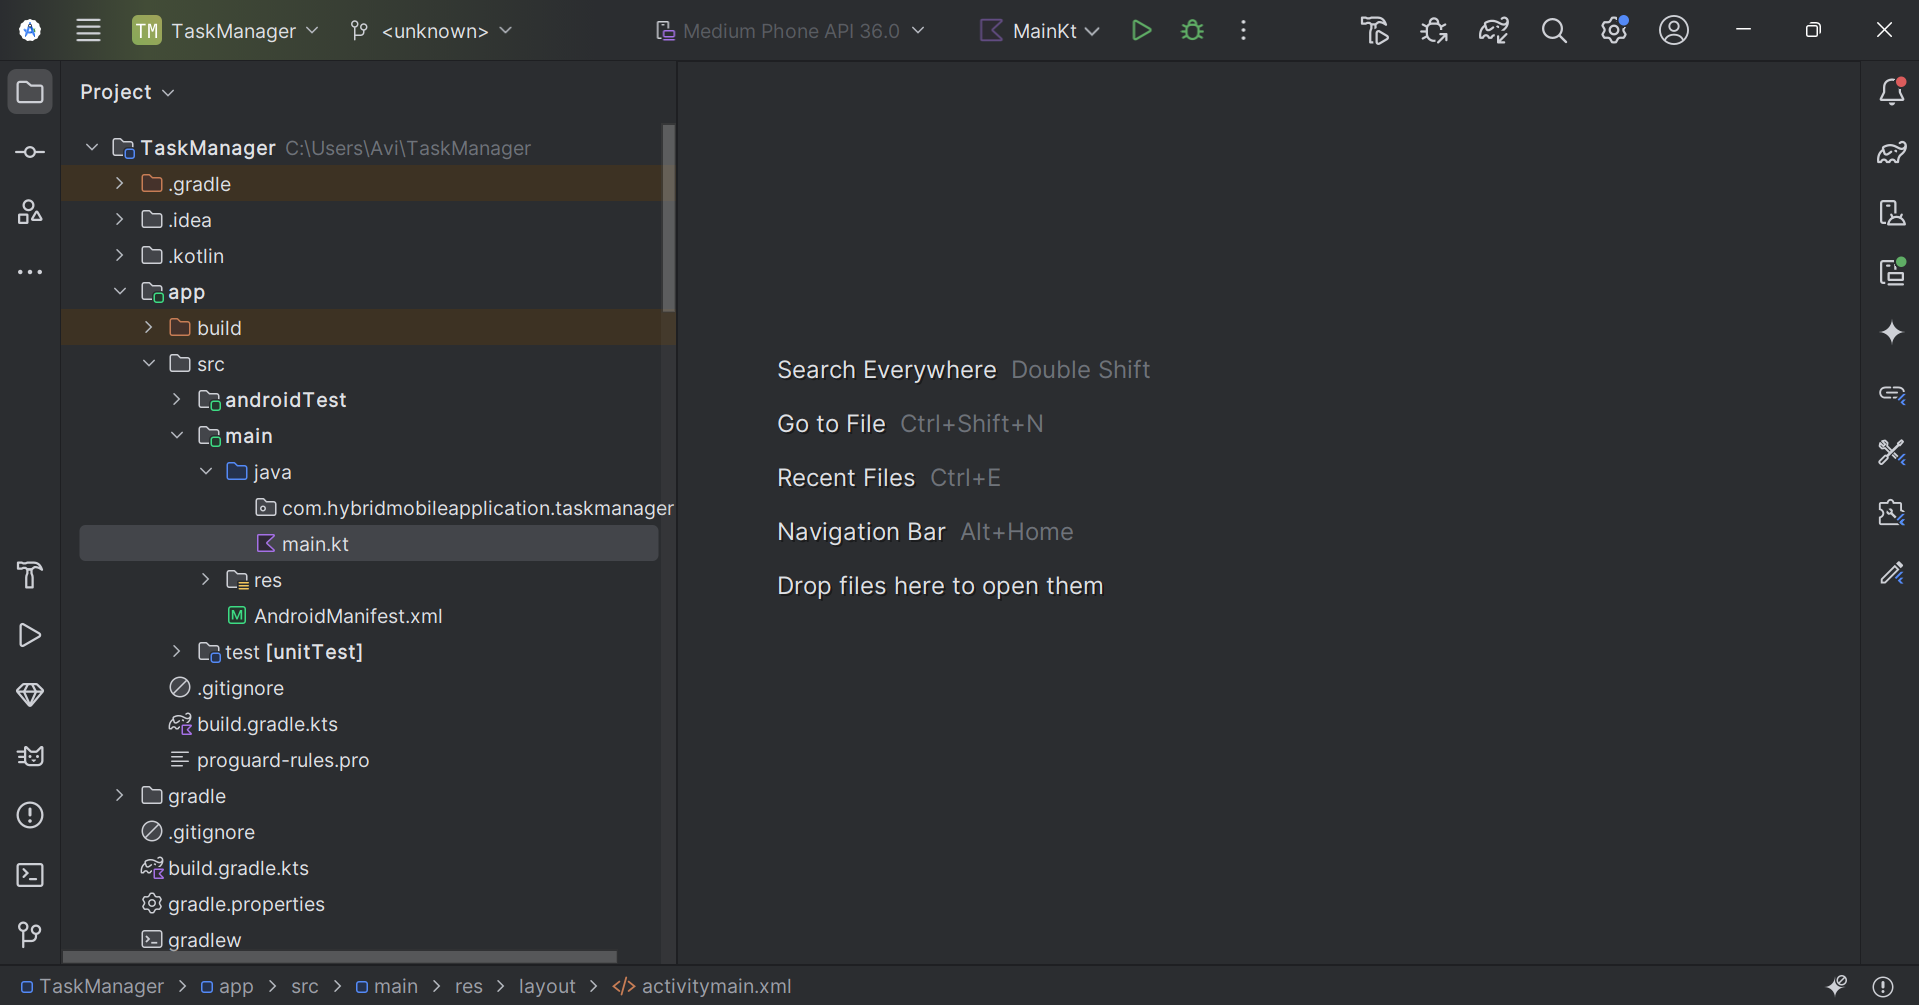 TM TaskManager <unknown> Medium Phone API 36.0 MainKt
Project
TaskManager C:\Users\Avi\TaskManager
.gradle
.idea
.kotlin
app
build
src
androidTest
main
java
com.hybridmobileapplication.taskmanager
main.kt
res
M AndroidManifest.xml
test [unitTest]
.gitignore
build.gradle.kts
proguard-rules.pro
gradle
.gitignore
build.gradle.kts
gradle.properties
gradlew
Search Everywhere Double Shift
Go to File Ctrl+Shift+N
Recent Files Ctrl+E
Navigation Bar Alt+Home
Drop files here to open them
TaskManager > app > src > main > res > layout > </> activitymain.xml